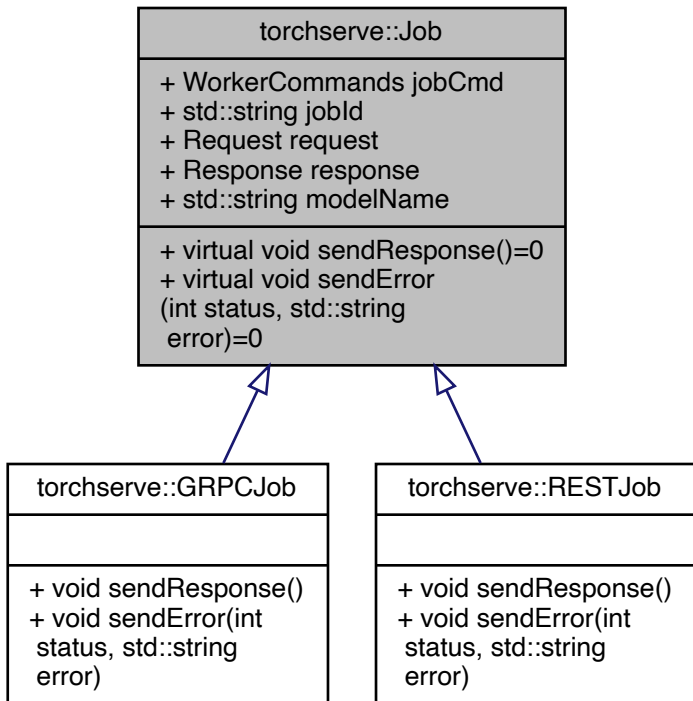 torchserve::Job
+ WorkerCommands jobCmd
+ std::string jobId
+ Request request
+ Response response
+ std::string modelName
+ virtual void sendResponse()=0
+ virtual void sendError
(int status, std::string
error)=0
torchserve::GRPCJob
+ void sendResponse()
+ void sendError(int
status, std::string
error)
torchserve::RESTJob
+ void sendResponse()
+ void sendError(int
status, std::string
error)